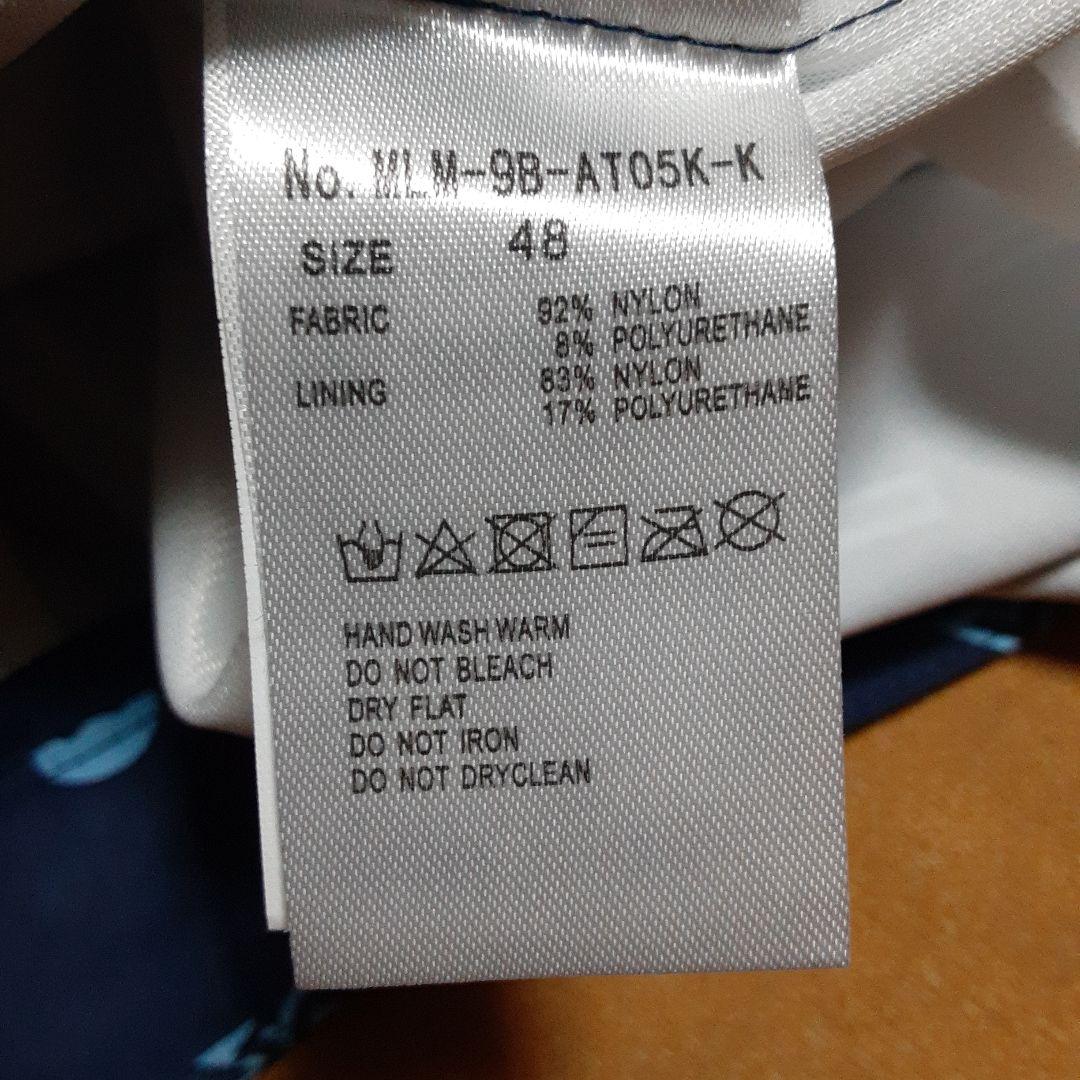 No. MLM-9B-AT05K-K
SIZE 48
FABRIC 92% NYLON
8% POLYURETHANE
LINING 83% NYLON
17% POLYURETHANE
HAND WASH WARM
DO NOT BLEACH
DRY FLAT
DO NOT IRON
DO NOT DRYCLEAN